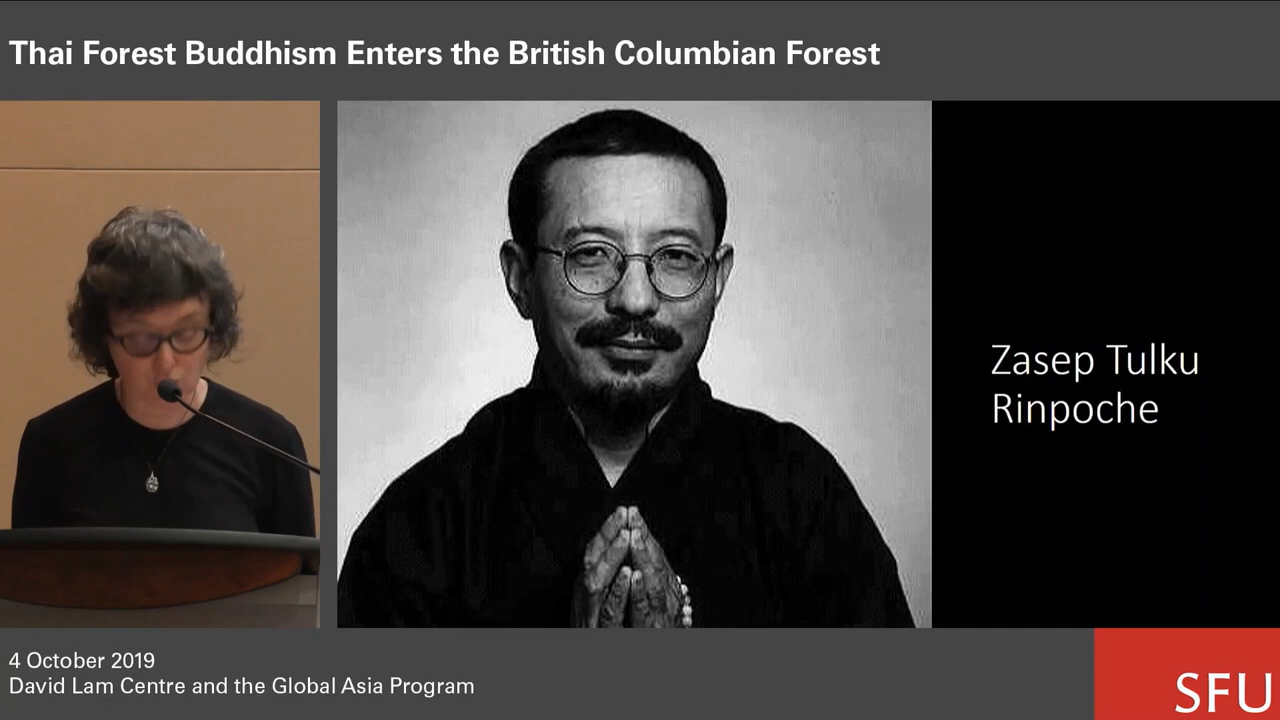 Thai Forest Buddhism Enters the British Columbian Forest
Zasep Tulku
Rinpoche
4 October 2019
David Lam Centre and the Global Asia Program
SFU